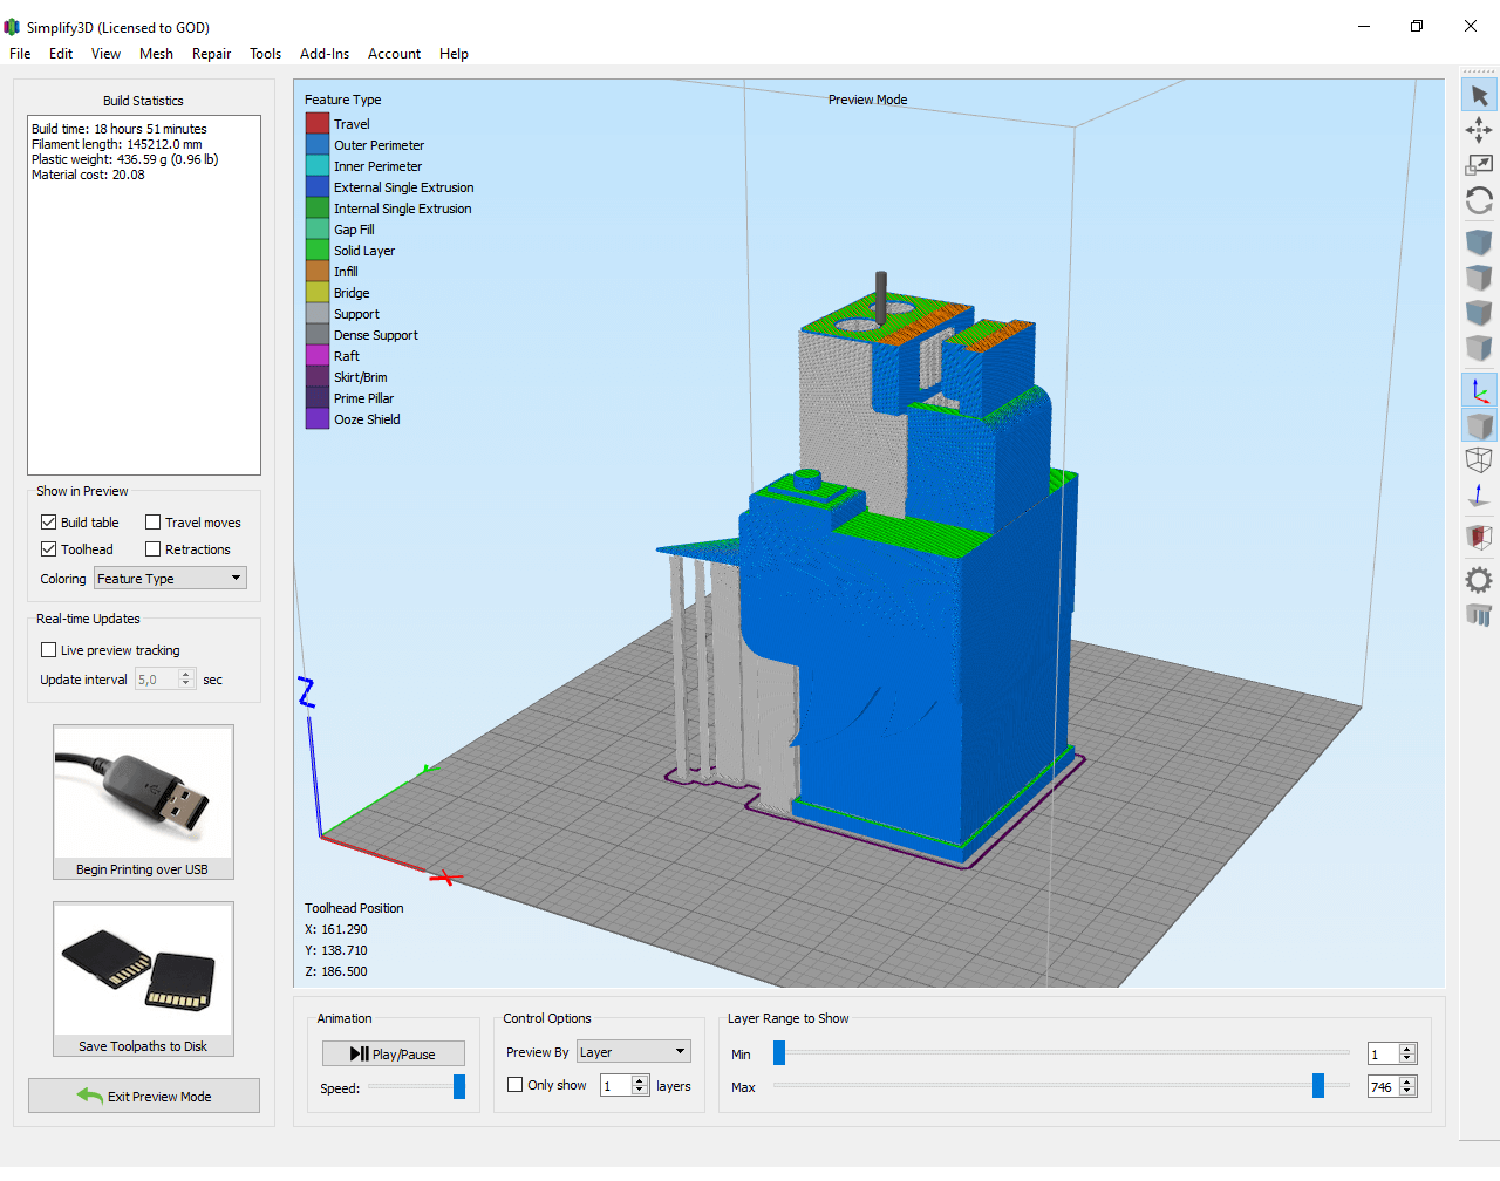 Simplify3D (Licensed to GOD)
File Edit View Mesh Repair Tools Add-Ins Account Help
Build Statistics
Build time: 18 hours 51 minutes
Filament length: 145212.0 mm
Plastic weight: 436.59 g (0.96 lb)
Material cost: 20.08
Show in Preview
Build table Travel moves
Toolhead Retractions
Coloring Feature Type
Real-time Updates
Live preview tracking
Update interval 5,0 sec
Begin Printing over USB
Save Toolpaths to Disk
Exit Preview Mode
Feature Type
Preview Mode
Travel
Outer Perimeter
Inner Perimeter
External Single Extrusion
Internal Single Extrusion
Gap Fill
Solid Layer
Infill
Bridge
Support
Dense Support
Raft
Skirt/Brim
Prime Pillar
Ooze Shield
Z
X
Toolhead Position
X: 161.290
Y: 138.710
Z: 186.500
Animation
Play/Pause
Speed:
Control Options
Preview By Layer
Only show 1 layers
Layer Range to Show
Min 1
Max 746